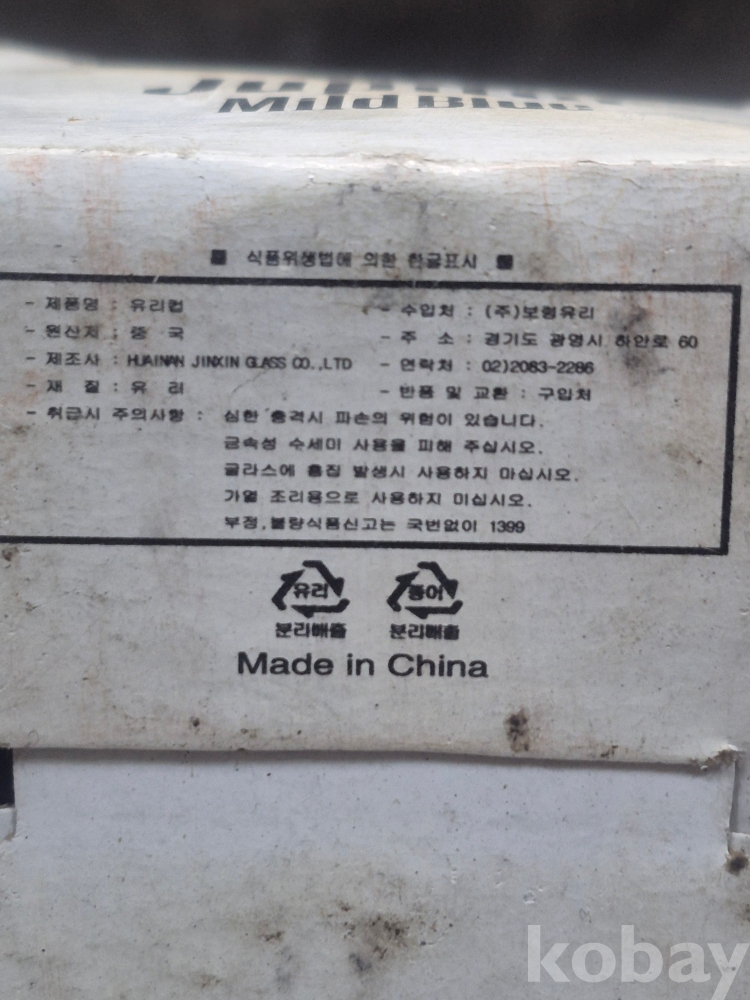 Mild Blue
■ 식품위생법에 의한 한글표시 ■
- 제품명 : 유리컵
- 수입처 : (주)보형유리
- 원산지 : 중 국
- 주 소 : 경기도 광명시 하안로 60
- 제조사 : HUAINAN JINXIN GLASS CO.,LTD
- 연락처 : 02)2083-2286
- 재 질 : 유 리
- 반품 및 교환 : 구입처
- 취급시 주의사항 : 심한 충격시 파손의 위험이 있습니다.
금속성 수세미 사용을 피해 주십시오.
글라스에 흠집 발생시 사용하지 마십시오.
가열 조리용으로 사용하지 마십시오.
부정,불량식품신고는 국번없이 1399
유리
종이
분리배출
분리배출
Made in China
kobay